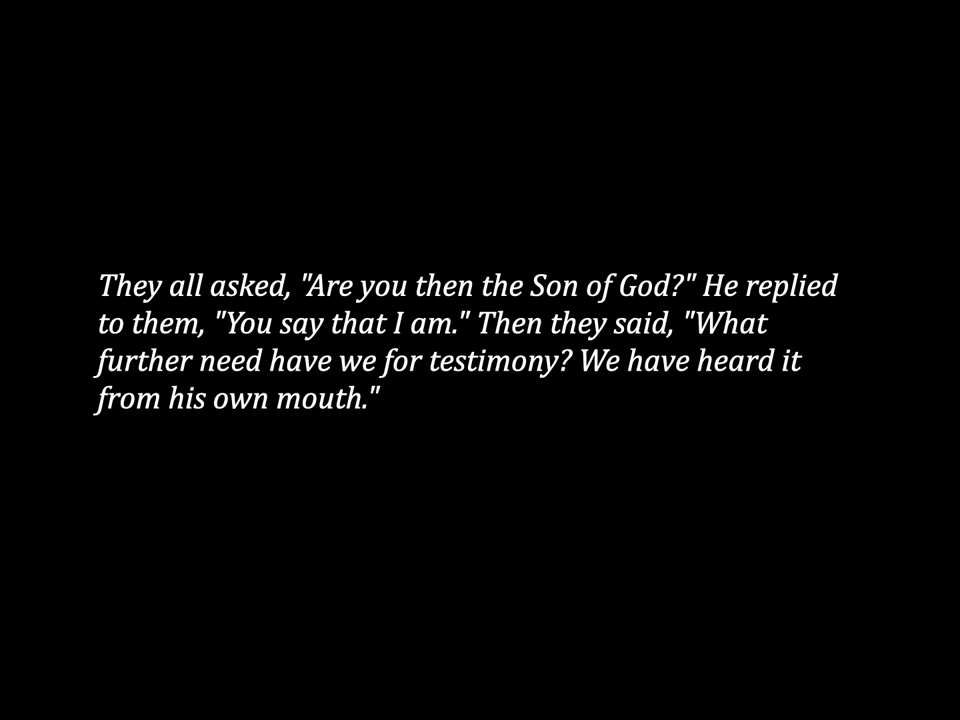 They all asked, "Are you then the Son of God?" He replied
to them, "You say that I am." Then they said, "What
further need have we for testimony? We have heard it
from his own mouth."